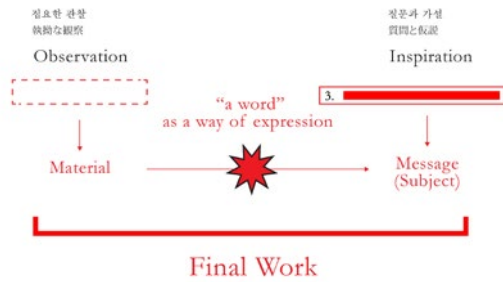 집요한 관찰
執拗な観察
Observation
질문과 가설
質問と仮説
Inspiration
3.
“a word”
as a way of expression
Material
Message
(Subject)
Final Work